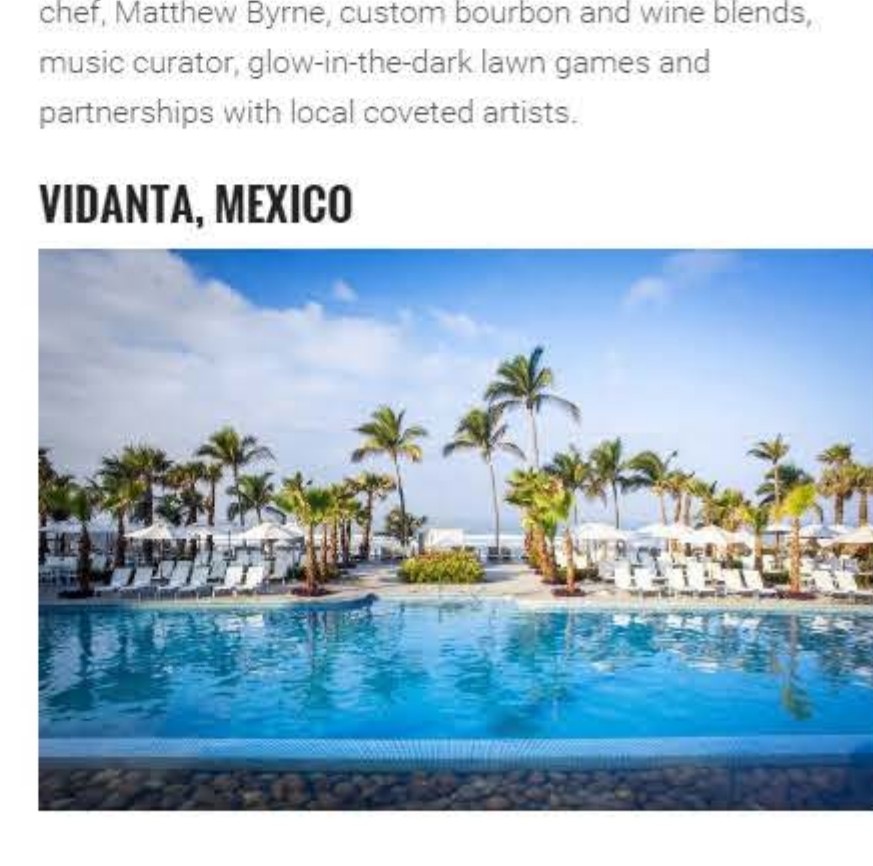 chef, Matthew Byrne, custom bourbon and wine blends,
music curator, glow-in-the-dark lawn games and
partnerships with local coveted artists.
VIDANTA, MEXICO